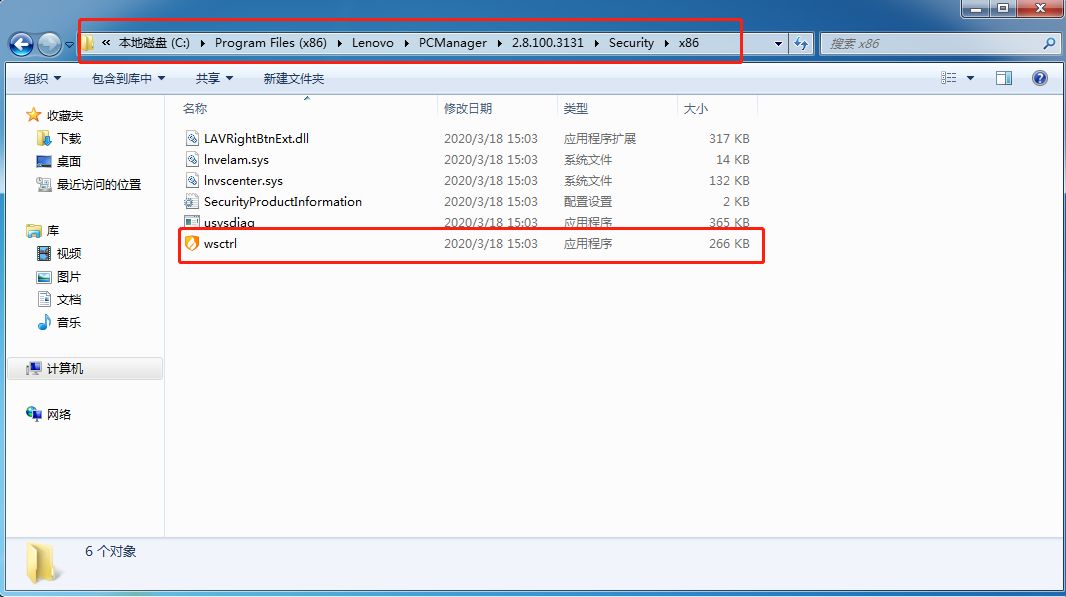 « 本地磁盘 (C:) Program Files (x86) Lenovo PCManager 2.8.100.3131 Security x86 搜索 x86
组织 包含到库中 共享 新建文件夹
收藏夹
下载
桌面
最近访问的位置
库
视频
图片
文档
音乐
计算机
网络
名称 修改日期 类型 大小
LAVRightBtnExt.dll 2020/3/18 15:03 应用程序扩展 317 KB
lnvelam.sys 2020/3/18 15:03 系统文件 14 KB
lnvscenter.sys 2020/3/18 15:03 系统文件 132 KB
SecurityProductInformation 2020/3/18 15:03 配置设置 2 KB
usysdiag 2020/3/18 15:03 应用程序 365 KB
wsctrl 2020/3/18 15:03 应用程序 266 KB
6 个对象